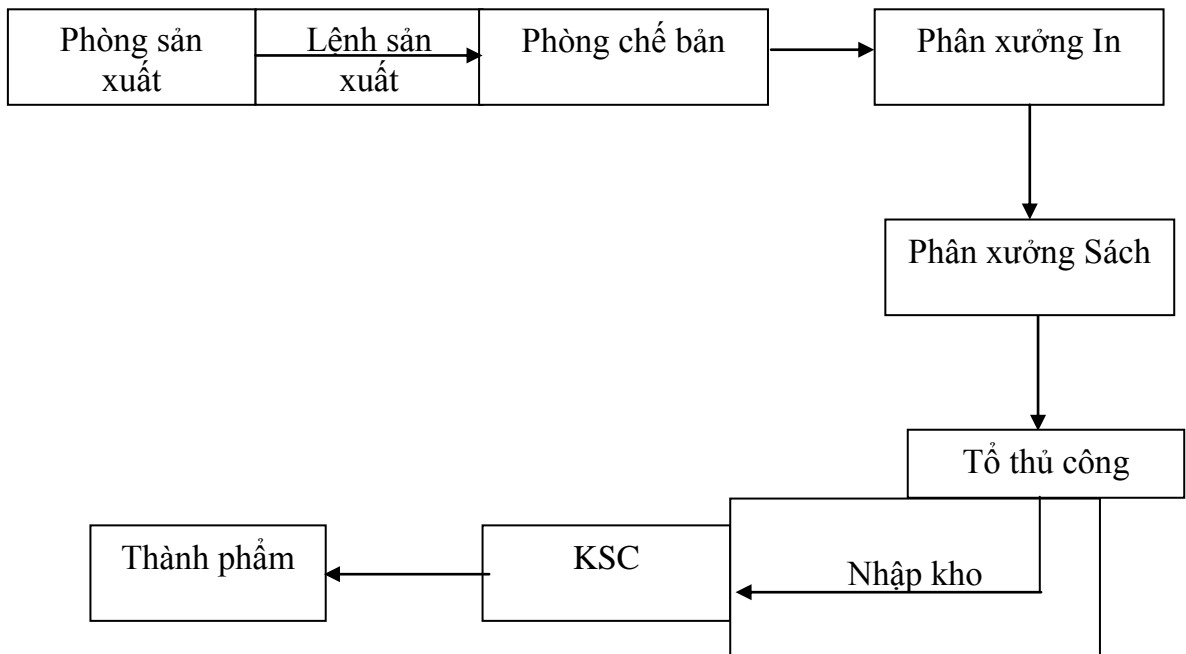 Phòng sản
xuất
Lệnh sản
xuất
Phòng chế bản
Phân xưởng In
Phân xưởng Sách
Tổ thủ công
Nhập kho
KSC
Thành phẩm